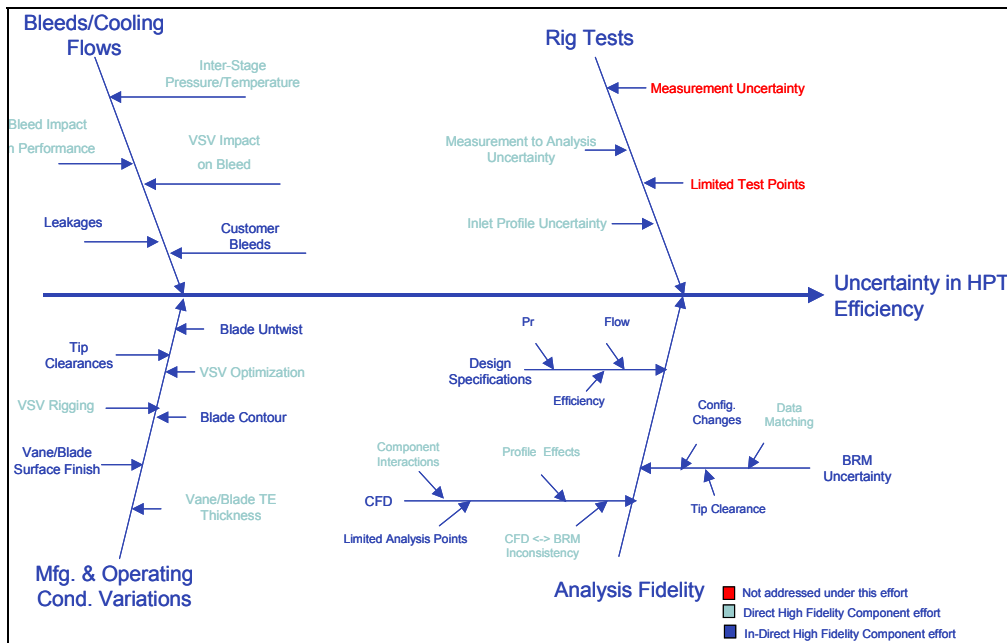 Bleeds/Cooling
Flows
Rig Tests
Inter-Stage
Pressure/Temperature
Measurement Uncertainty
Bleed Impact
n Performance
VSV Impact
on Bleed
Measurement to Analysis
Uncertainty
Limited Test Points
Leakages
Customer
Bleeds
Inlet Profile Uncertainty
Uncertainty in HPT
Efficiency
Blade Untwist
Tip
Clearances
VSV Optimization
VSV Rigging
Blade Contour
Vane/Blade
Surface Finish
Vane/Blade TE
Thickness
Mfg. & Operating
Cond. Variations
Pr
Flow
Design
Specifications
Efficiency
Config.
Changes
Data
Matching
BRM
Uncertainty
Tip Clearance
Component
Interactions
Profile Effects
CFD
Limited Analysis Points
CFD <-> BRM
Inconsistency
Analysis Fidelity
Not addressed under this effort
Direct High Fidelity Component effort
In-Direct High Fidelity Component effort